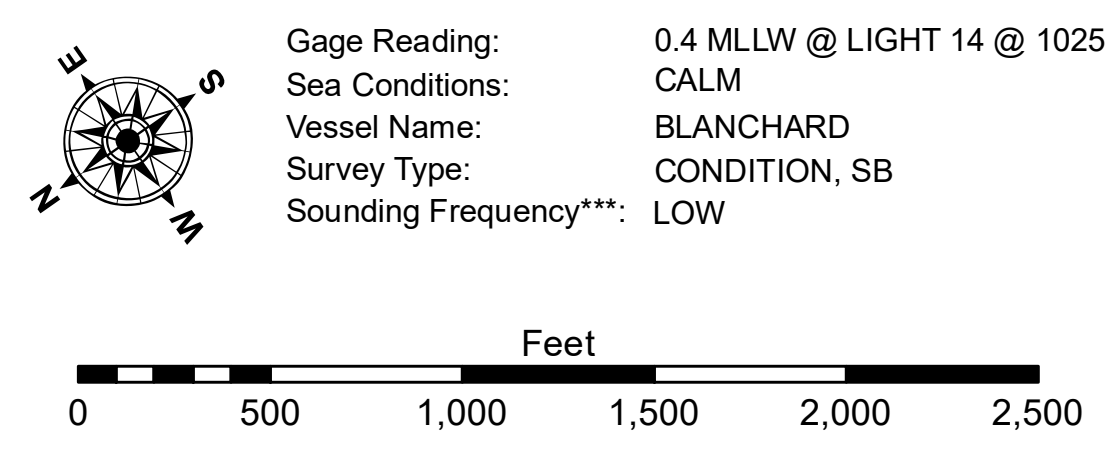 E
S
N
W
Gage Reading: 0.4 MLLW @ LIGHT 14 @ 1025
Sea Conditions: CALM
Vessel Name: BLANCHARD
Survey Type: CONDITION, SB
Sounding Frequency***: LOW
Feet
0 500 1,000 1,500 2,000 2,500